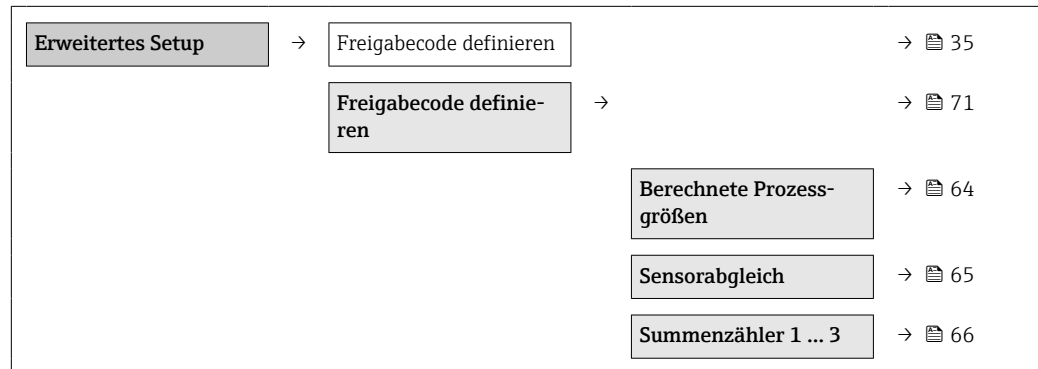 Erweitertes Setup → Freigabecode definieren → 35
Freigabecode definie- → → 71
ren
Berechnete Prozess- → 64
größen
Sensorabgleich → 65
Summenzähler 1 ... 3 → 66